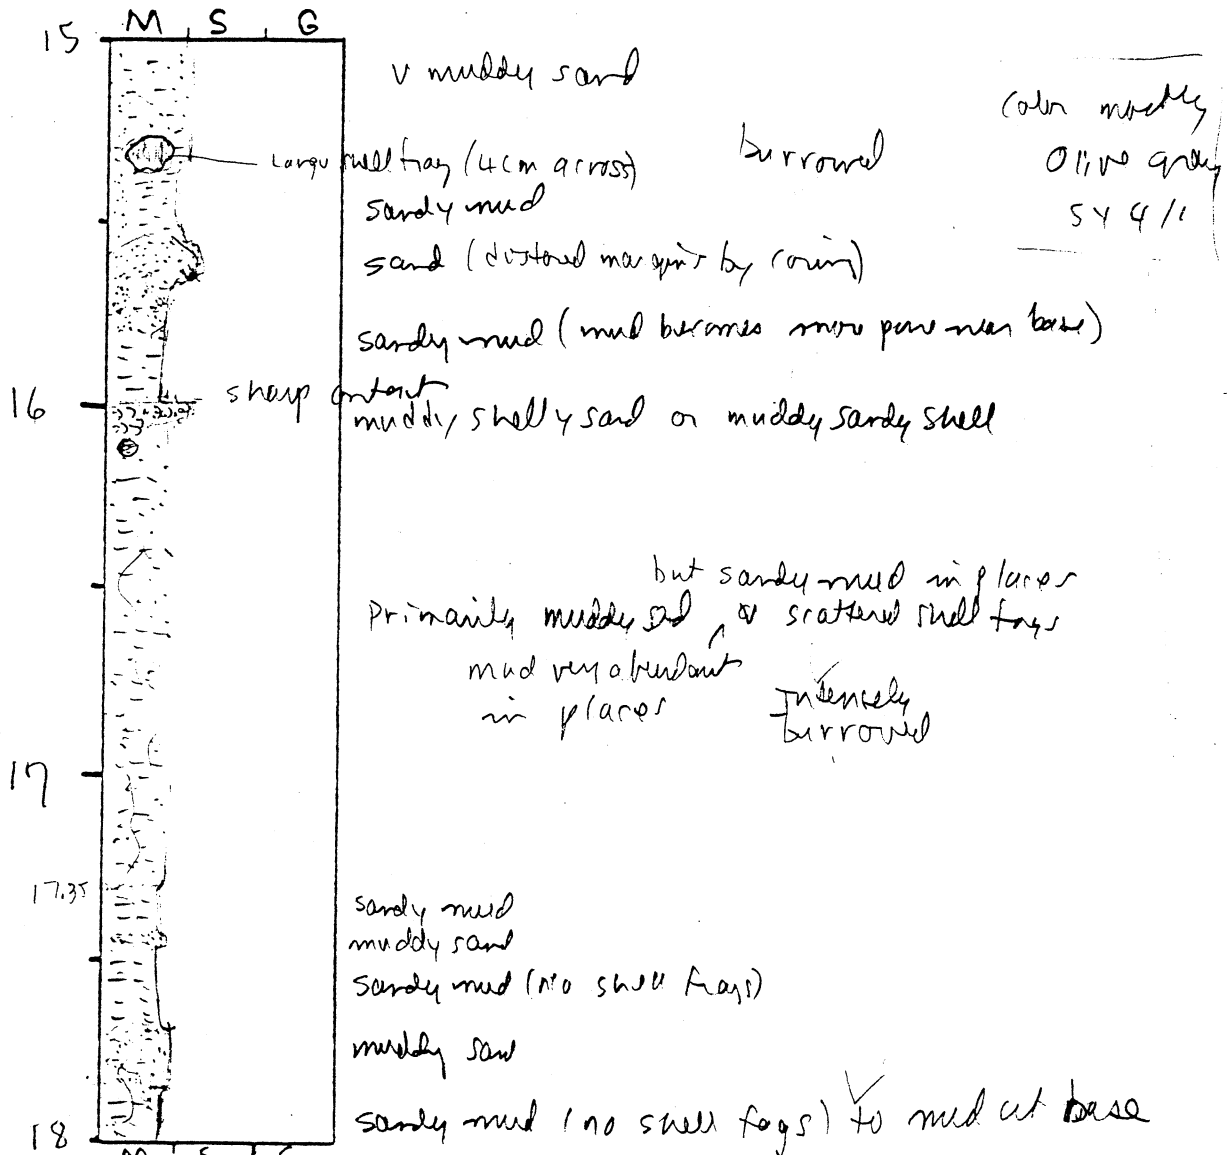 M S G
15
v muddy sand
color mostly
Large shell frag (4cm across)
burrowed
olive gray
sandy mud
5Y 4/1
sand (distored margins by coring)
sandy mud (mud becomes more pure near base)
16
sharp contact
muddy shelly sand or muddy sandy shell
but sandy mud in places
Primarily muddy sd w scattered shell frags
mud very abundant
in places
Intensely
burrowed
17
17.35
sandy mud
muddy sand
sandy mud (no shell frags)
muddy sand
sandy mud (no shell fags) to mud at base
18
M S G